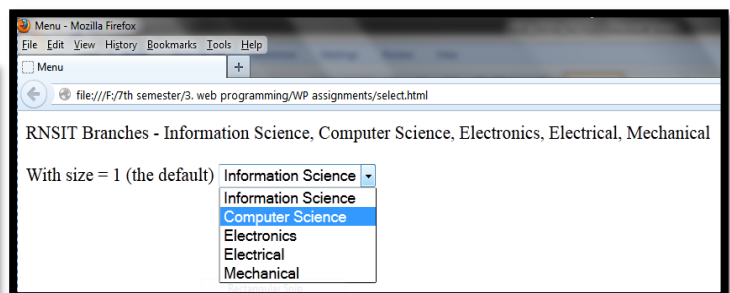 Menu - Mozilla Firefox
File Edit View History Bookmarks Tools Help
Menu +
file:///F:/7th semester/3. web programming/WP assignments/select.html
RNSIT Branches - Information Science, Computer Science, Electronics, Electrical, Mechanical
With size = 1 (the default) Information Science
Information Science
Computer Science
Electronics
Electrical
Mechanical
Rectangular Snip